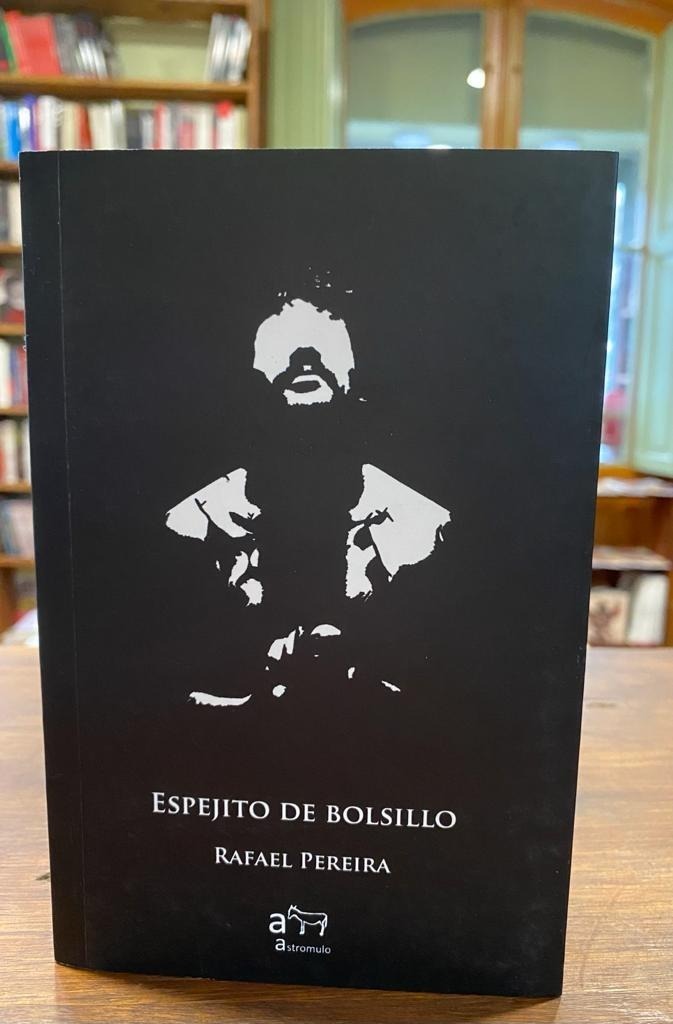 ESPEJITO DE BOLSILLO
RAFAEL PEREIRA
a
astromulo